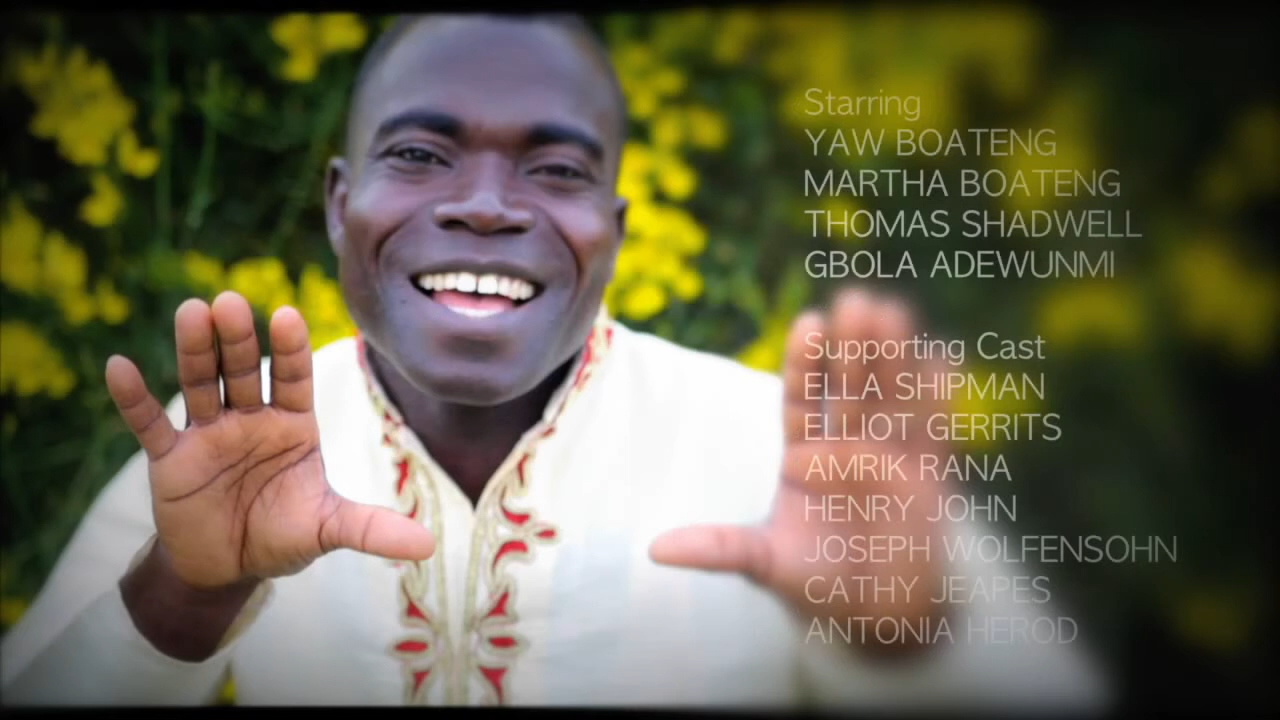 Starring
YAW BOATENG
MARTHA BOATENG
THOMAS SHADWELL
GBOLA ADEWUNMI
Supporting Cast
ELLA SHIPMAN
ELLIOT GERRITS
AMRIK RANA
HENRY JOHN
JOSEPH WOLFENSOHN
CATHY JEAPES
ANTONIA HEROD